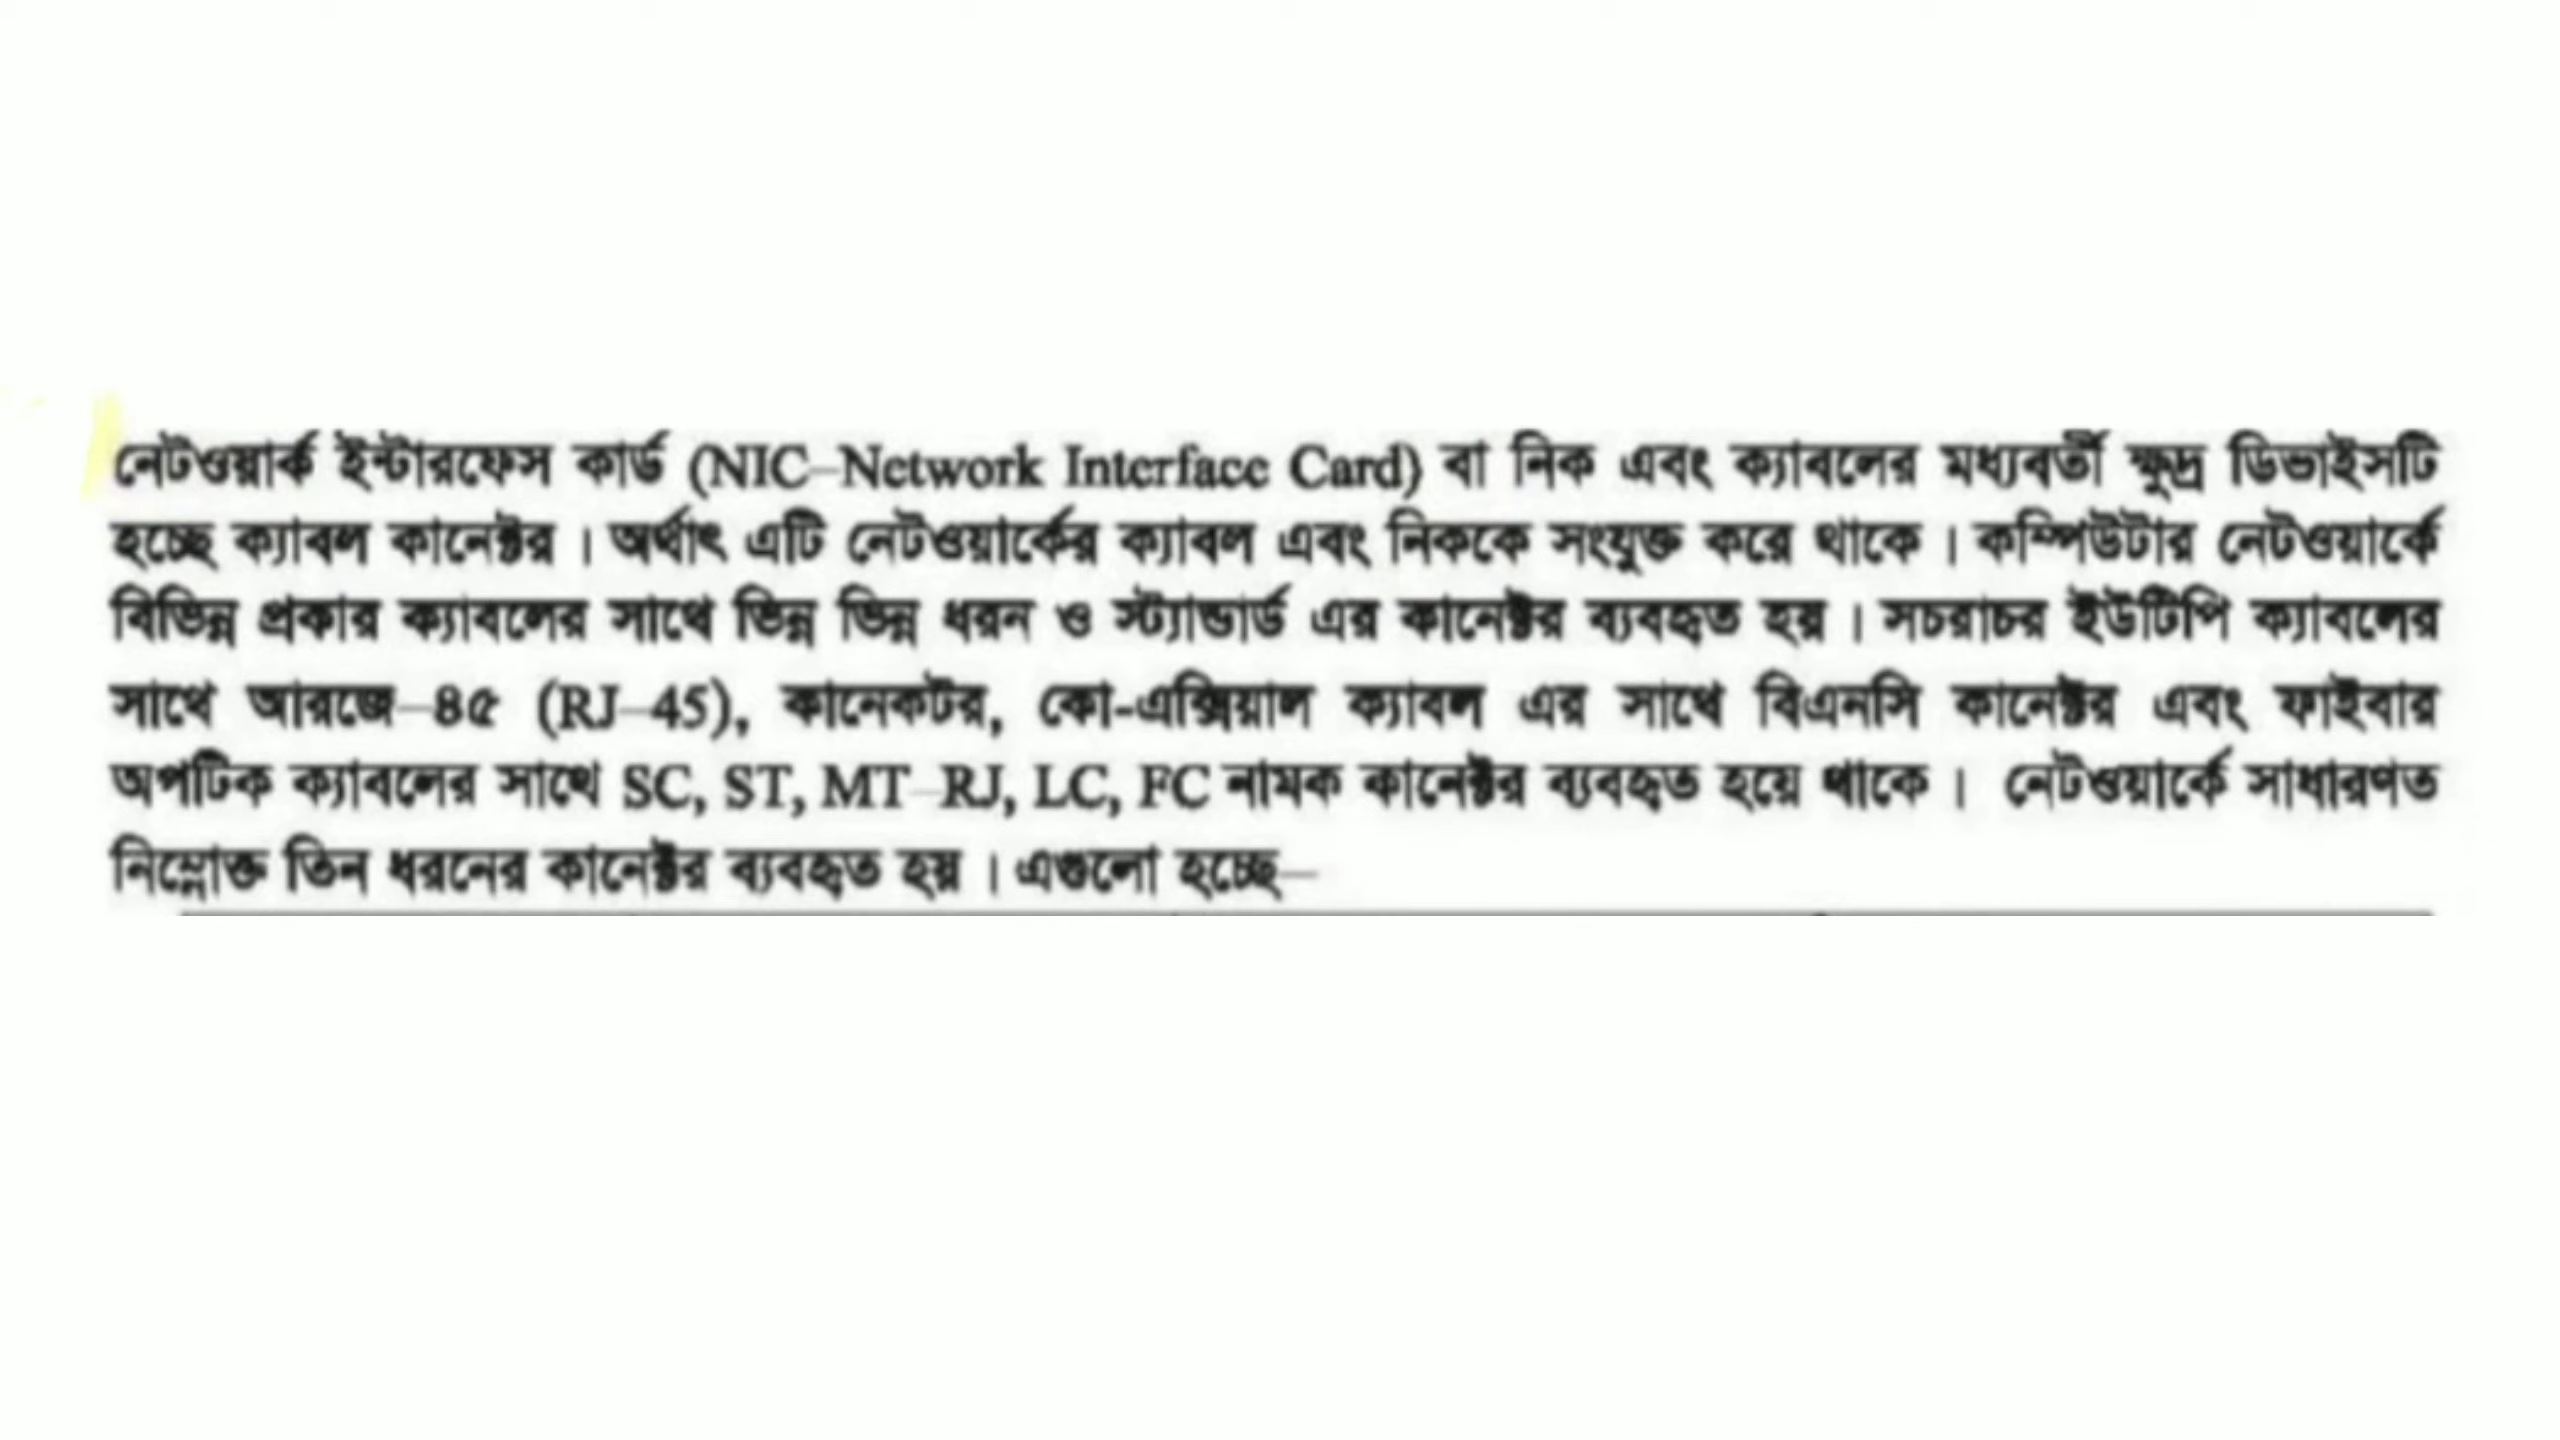 নেটওয়ার্ক ইন্টারফেস কার্ড (NIC–Network Interface Card) বা নিক এবং ক্যাবলের মধ্যবর্তী ক্ষুদ্র ডিভাইসটি
হচ্ছে ক্যাবল কানেক্টর। অর্থাৎ এটি নেটওয়ার্কের ক্যাবল এবং নিককে সংযুক্ত করে থাকে। কম্পিউটার নেটওয়ার্কে
বিভিন্ন প্রকার ক্যাবলের সাথে ভিন্ন ভিন্ন ধরন ও স্ট্যান্ডার্ড এর কানেক্টর ব্যবহৃত হয়। সচরাচর ইউটিপি ক্যাবলের
সাথে আরজে–৪৫ (RJ–45), কানেকটর, কো-এক্সিয়াল ক্যাবল এর সাথে বিএনসি কানেক্টর এবং ফাইবার
অপটিক ক্যাবলের সাথে SC, ST, MT–RJ, LC, FC নামক কানেক্টর ব্যবহৃত হয়ে থাকে। নেটওয়ার্কে সাধারণত
নিম্নোক্ত তিন ধরনের কানেক্টর ব্যবহৃত হয়। এগুলো হচ্ছে–